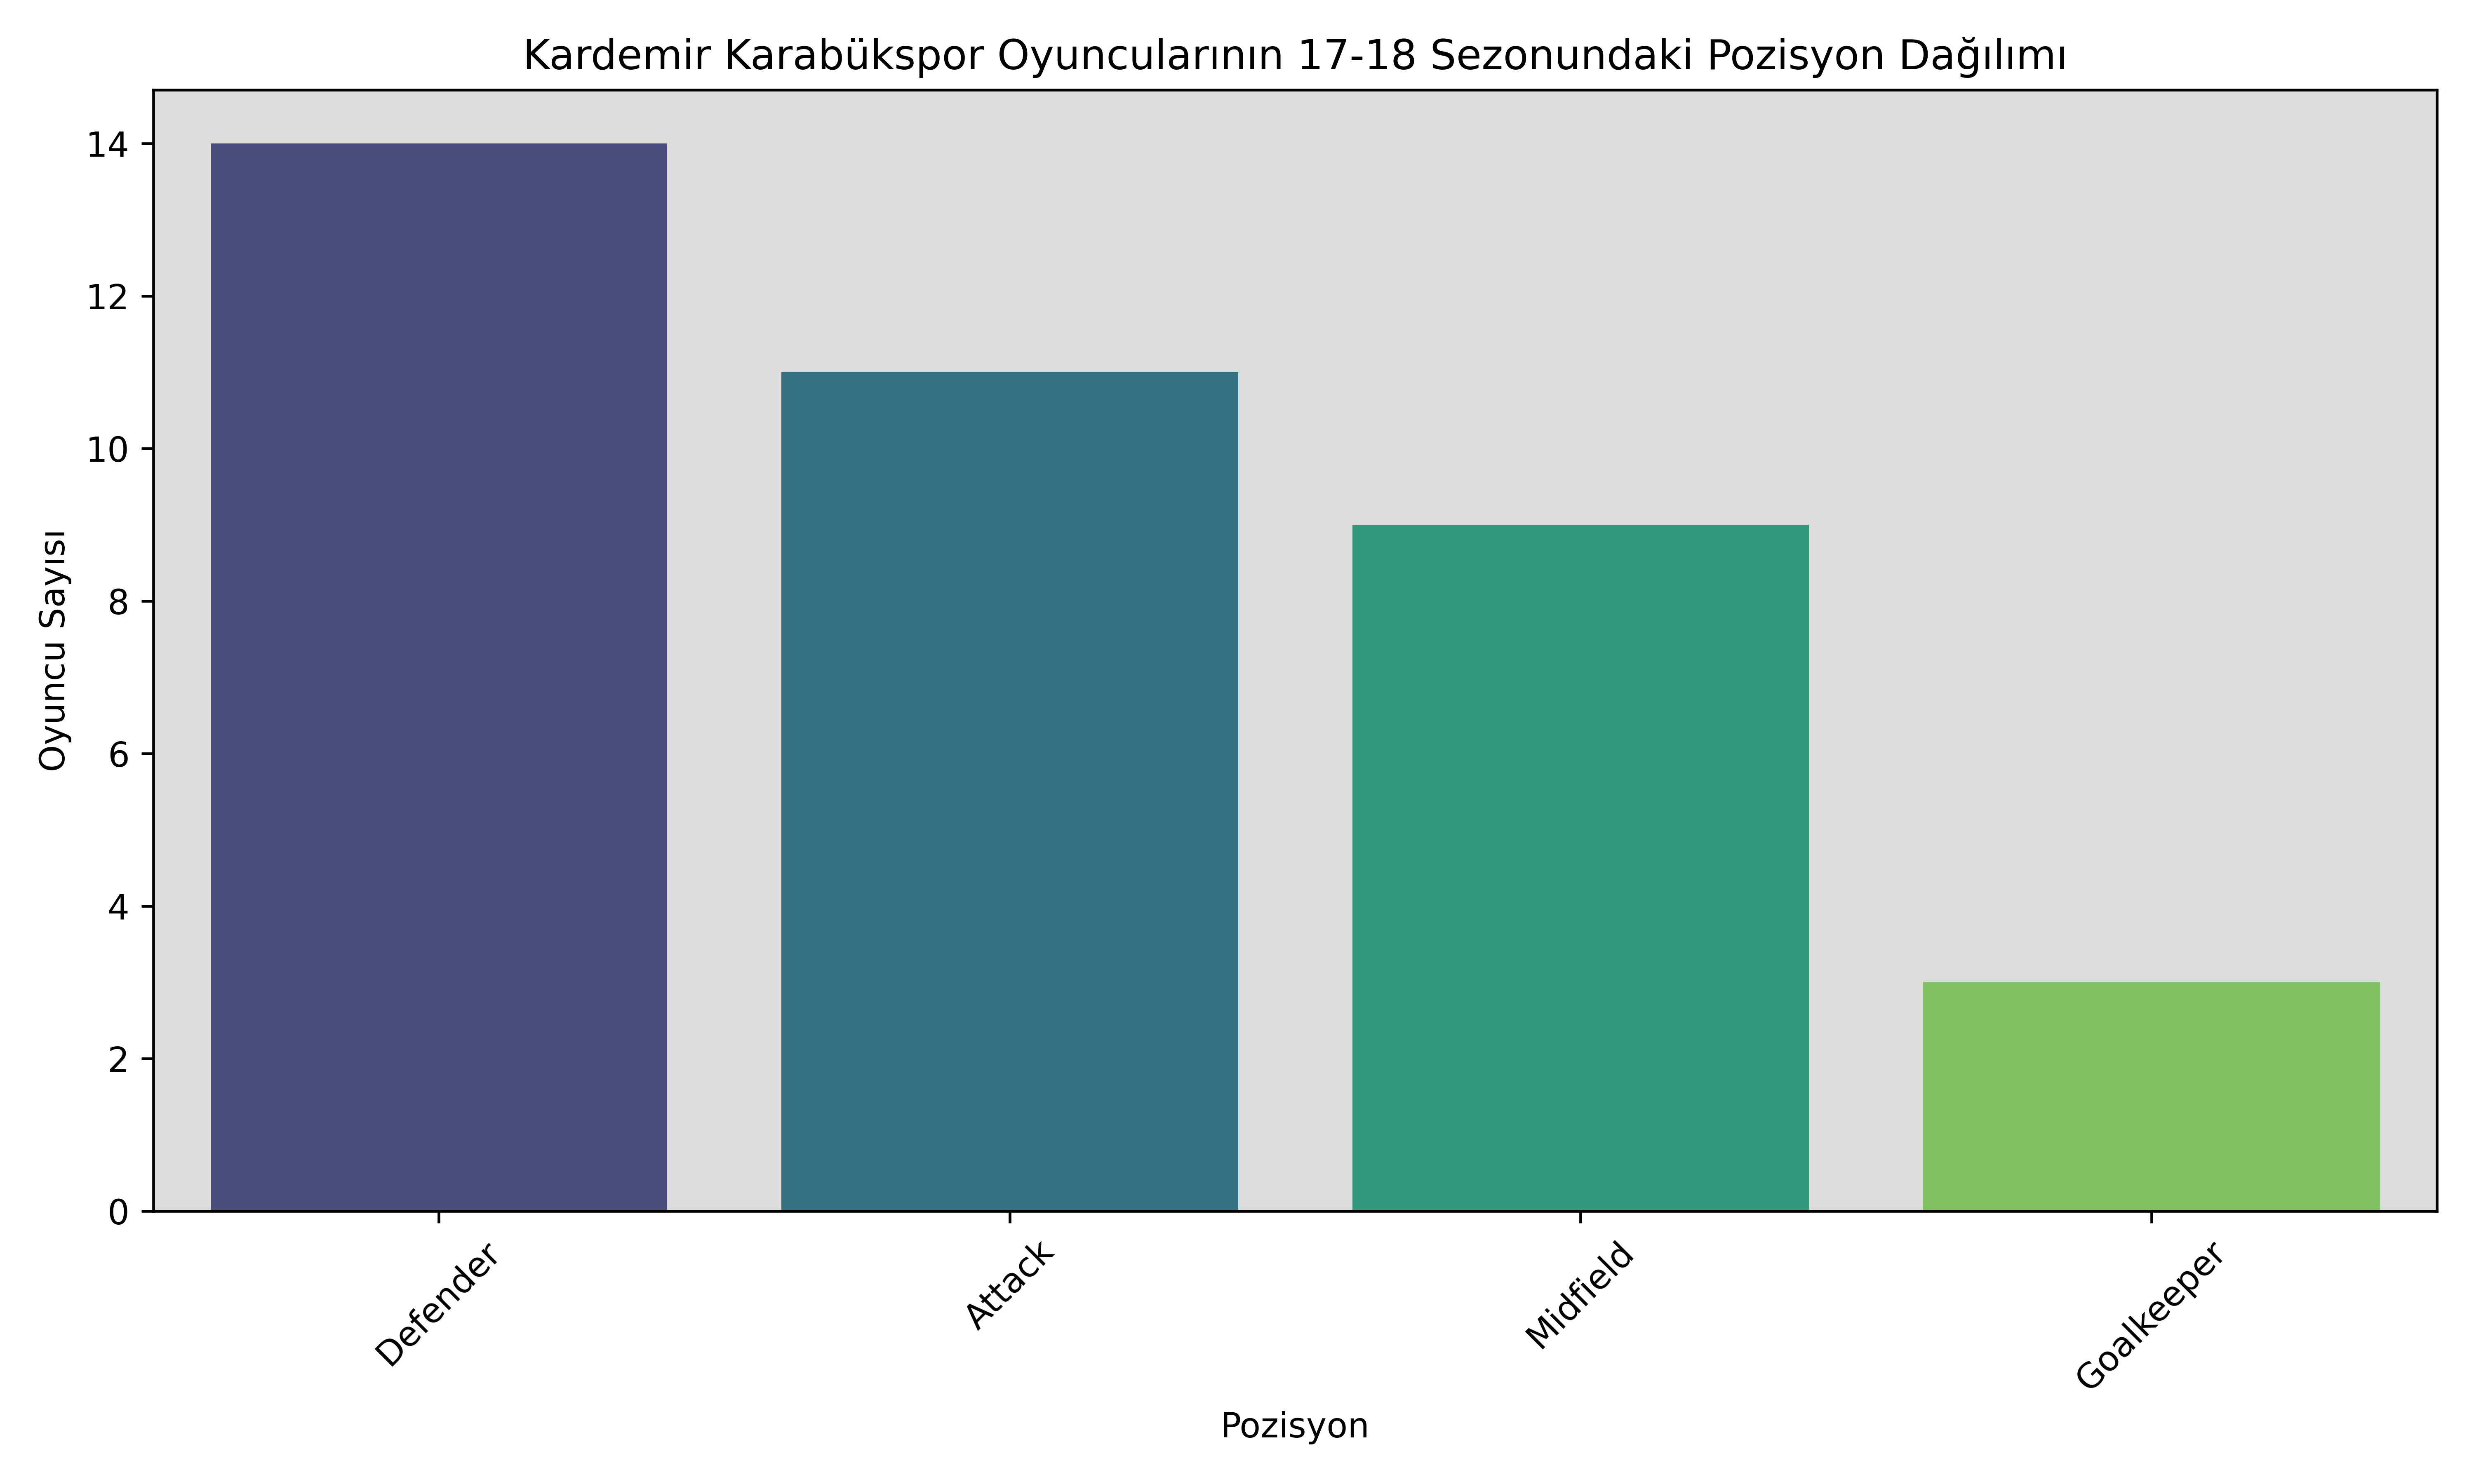 Kardemir Karabükspor Oyuncularının 17-18 Sezonundaki Pozisyon Dağılımı
Oyuncu Sayısı
14
12
10
8
6
4
2
0
Defender
Attack
Midfield
Goalkeeper
Pozisyon